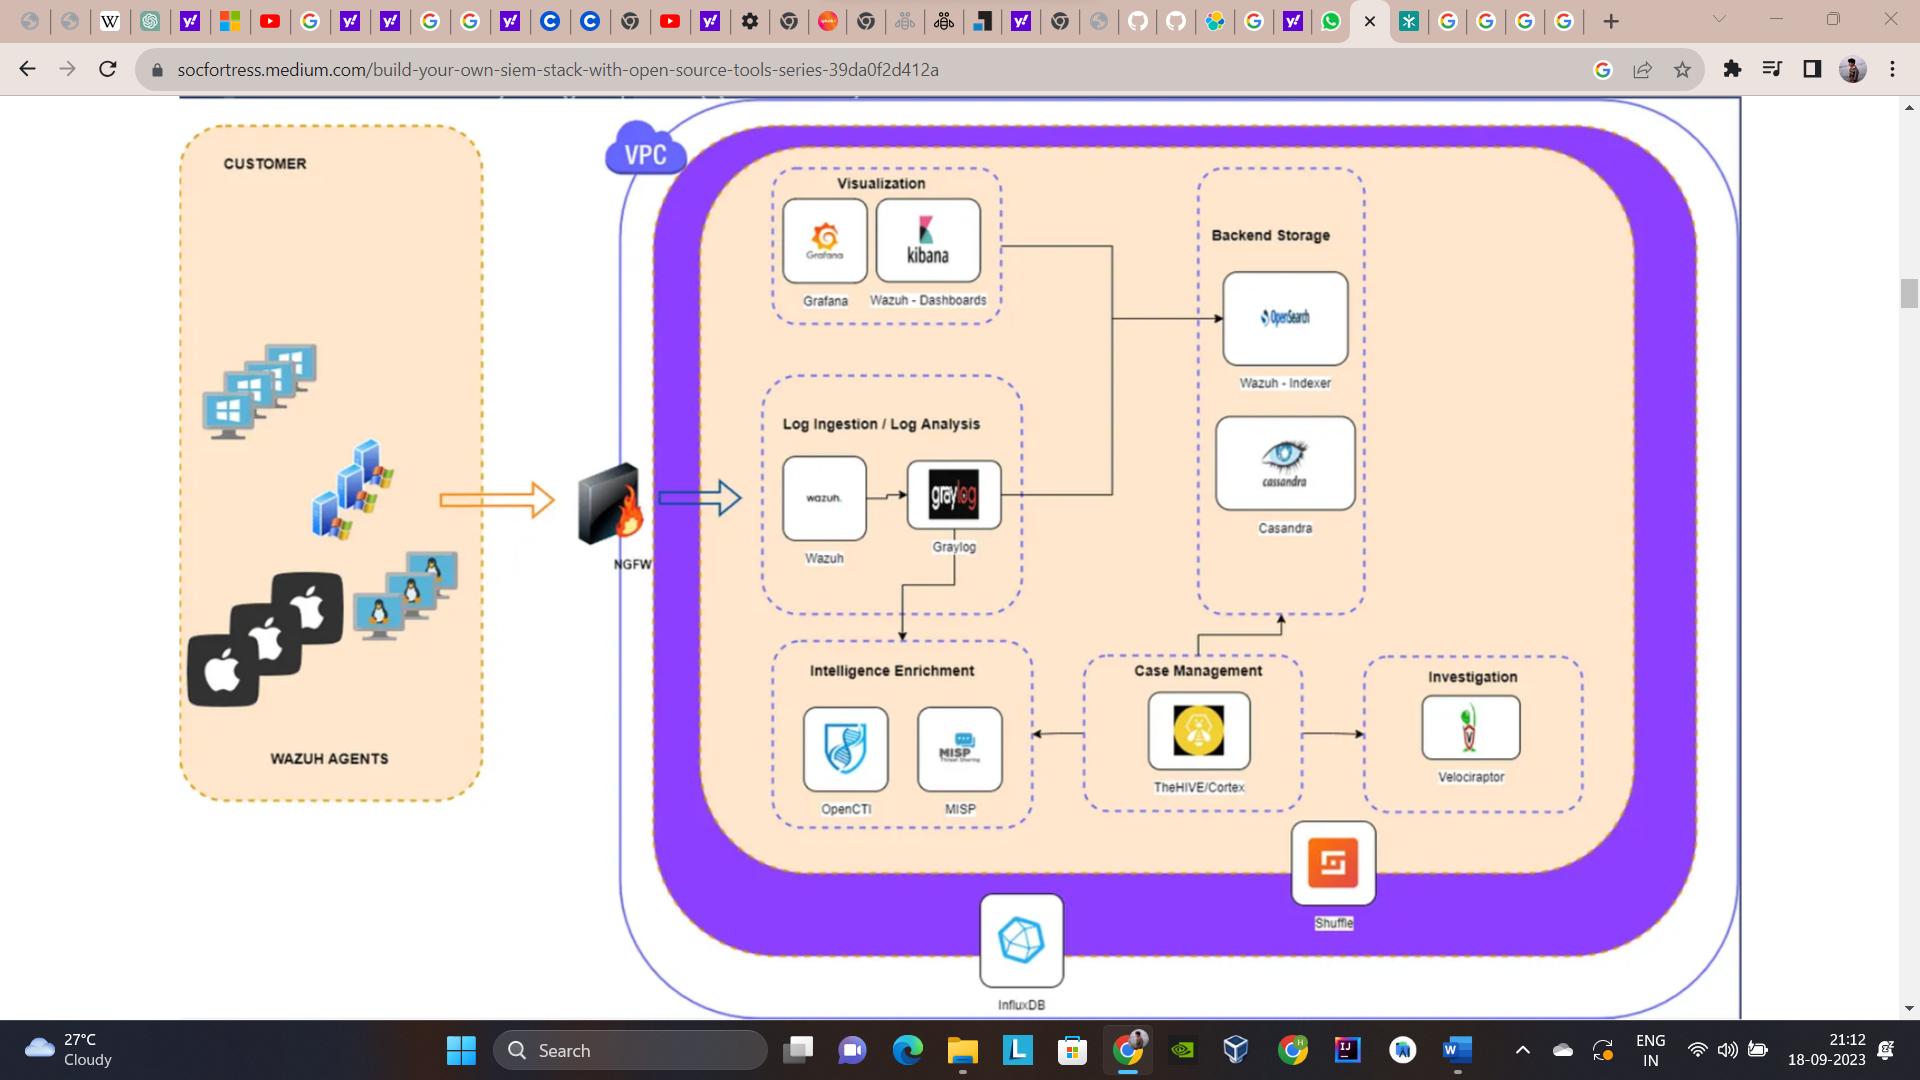 socfortress.medium.com/build-your-own-siem-stack-with-open-source-tools-series-39da0f2d412a
CUSTOMER
WAZUH AGENTS
NGFW
VPC
Visualization
Grafana
kibana
Grafana
Wazuh - Dashboards
Backend Storage
OpenSearch
Wazuh - Indexer
cassandra
Casandra
Log Ingestion / Log Analysis
wazuh.
graylog
Wazuh
Graylog
Intelligence Enrichment
MISP
Threat Sharing
OpenCTI
MISP
Case Management
TheHIVE/Cortex
Investigation
Velociraptor
Shuffle
InfluxDB
27°C
Cloudy
Search
ENG
IN
21:12
18-09-2023